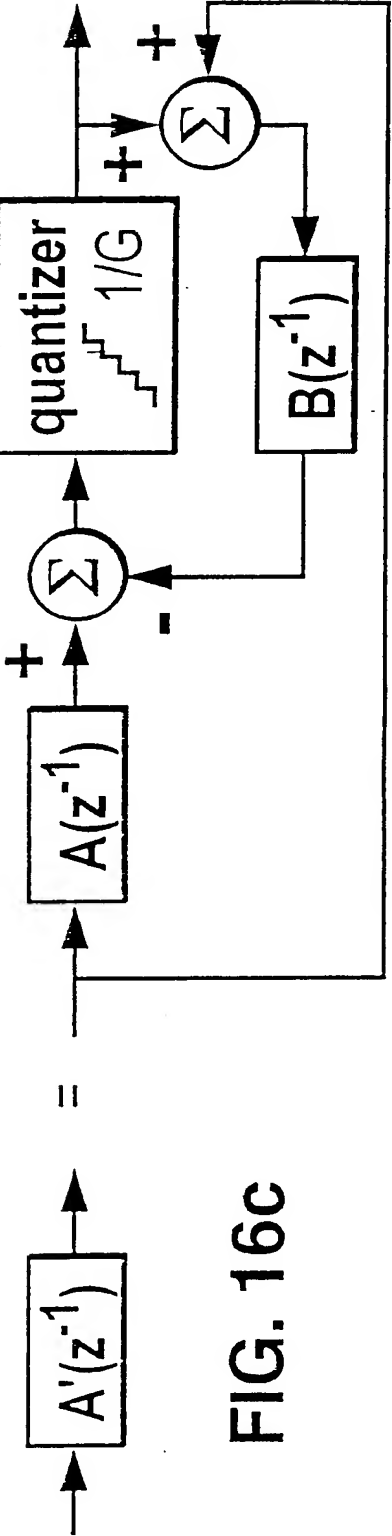 A'(z⁻¹)
=
A(z⁻¹)
+
Σ
-
quantizer
1/G
+
+
Σ
B(z⁻¹)
FIG. 16c